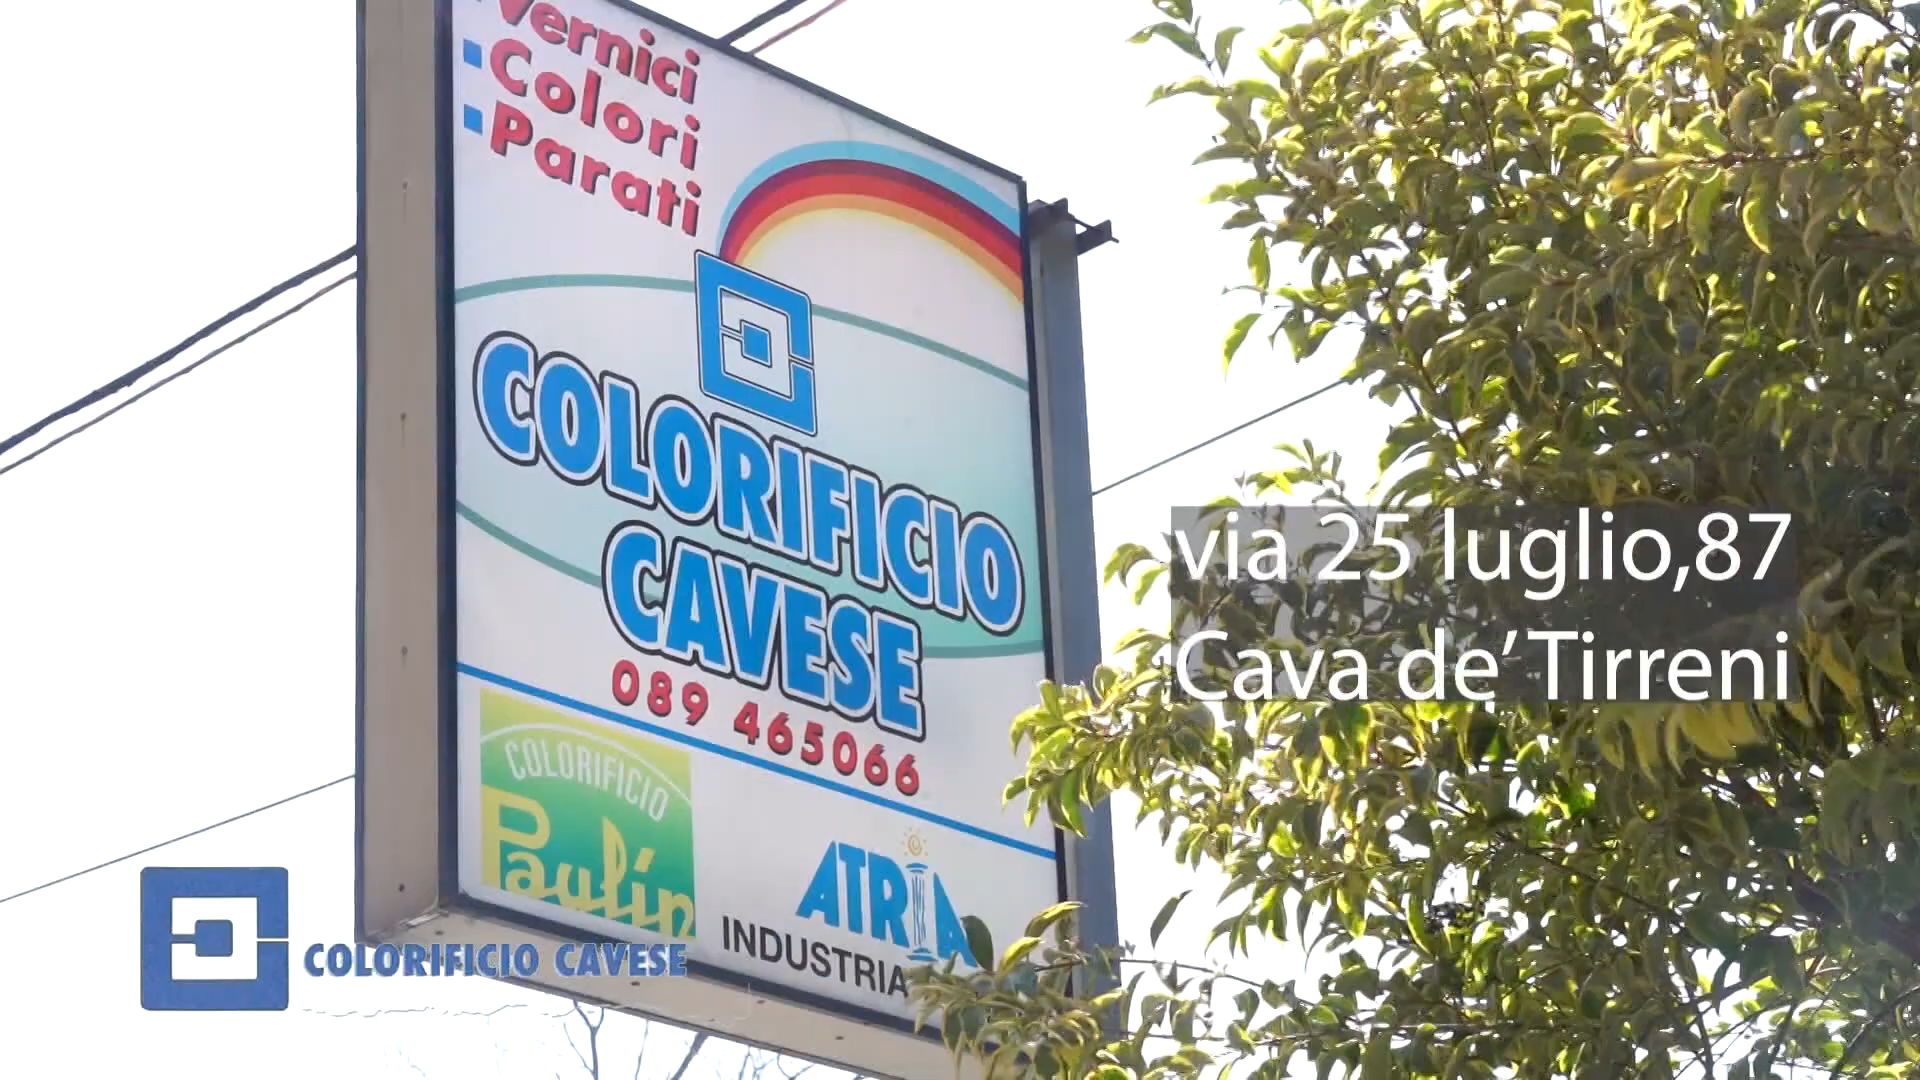 Vernici
Colori
Parati
COLORIFICIO
CAVESE
089 465066
COLORIFICIO
Paulin
ATRIA
INDUSTRIA
via 25 luglio,87
Cava de' Tirreni
COLORIFICIO CAVESE